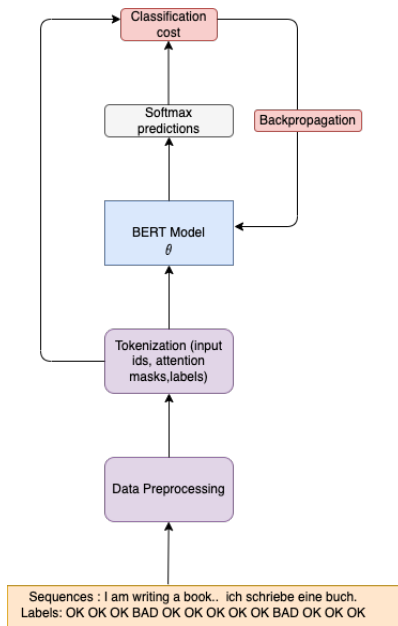 Classification
cost
Softmax
predictions
Backpropagation
BERT Model
θ
Tokenization (input
ids, attention
masks,labels)
Data Preprocessing
Sequences : I am writing a book.. ich schriebe eine buch.
Labels: OK OK OK BAD OK OK OK OK OK BAD OK OK OK